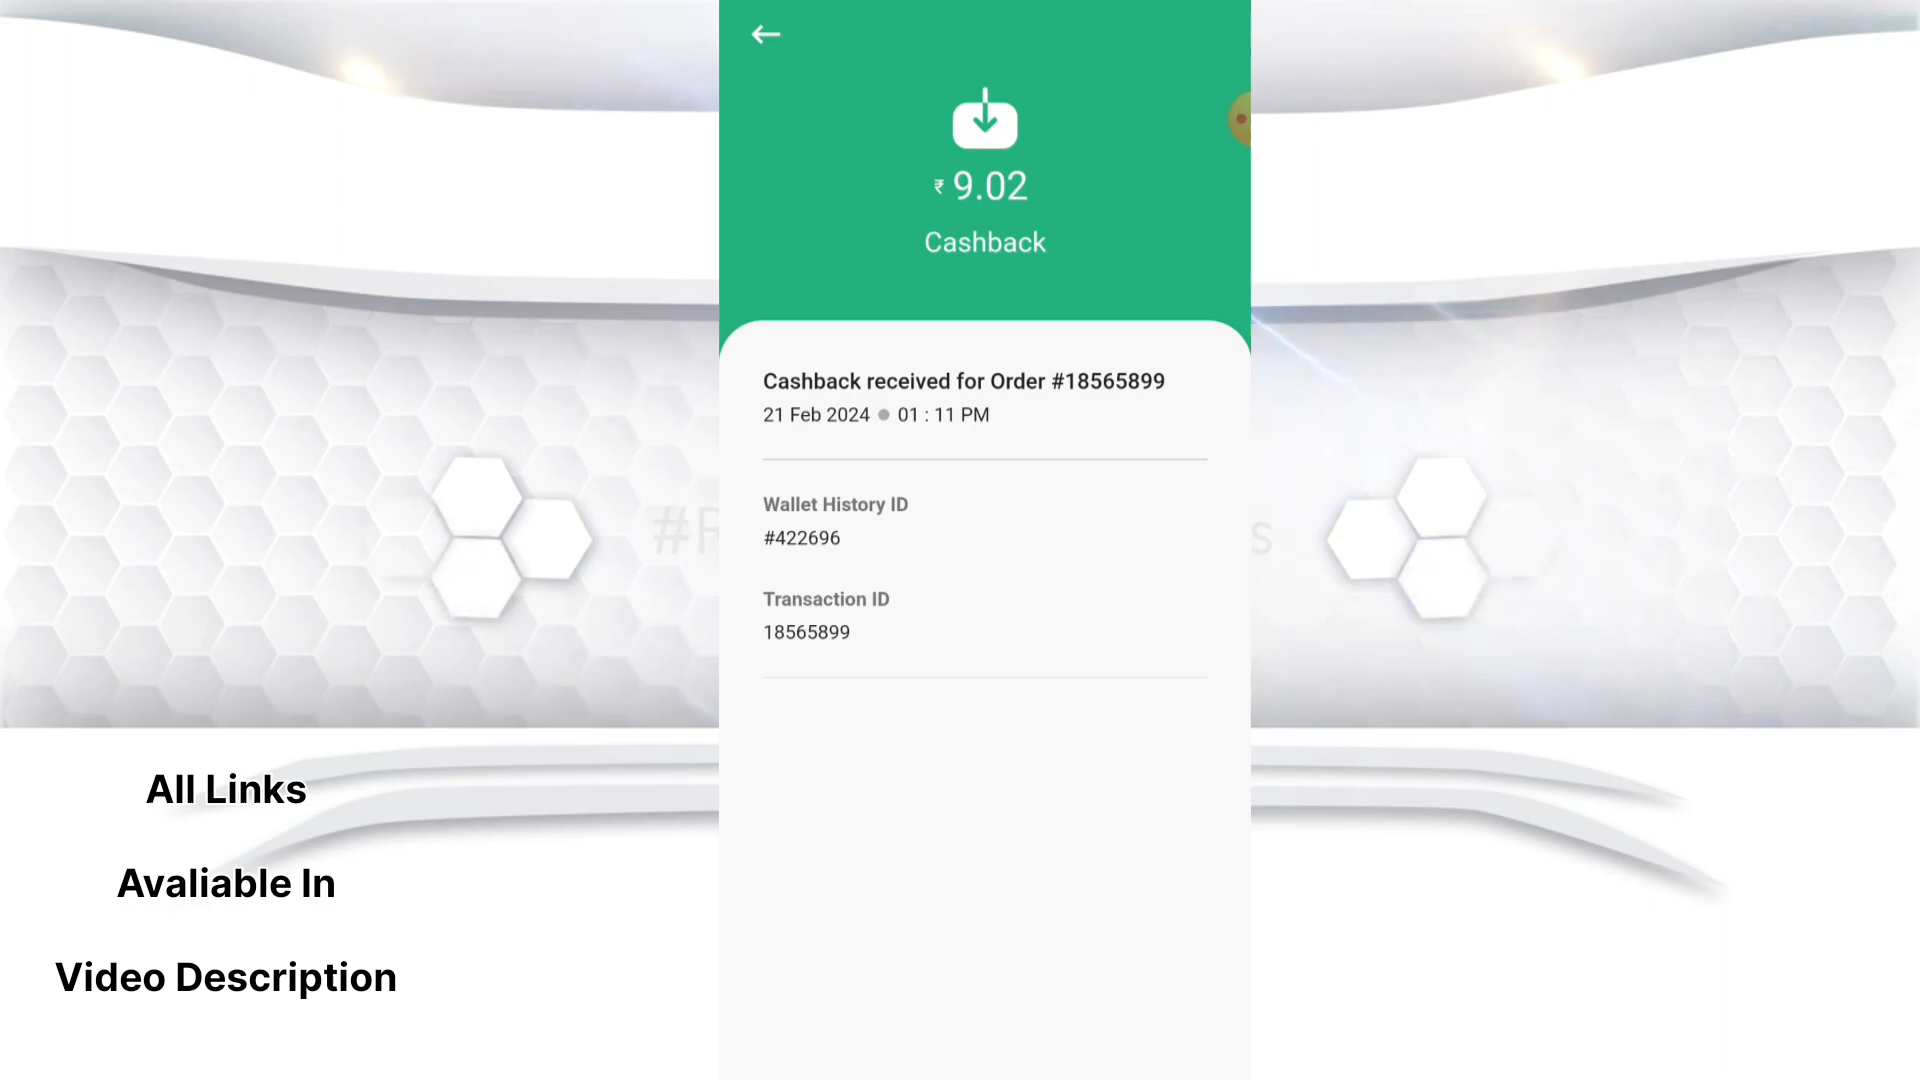 ₹ 9.02
Cashback
Cashback received for Order #18565899
21 Feb 2024 ● 01 : 11 PM
Wallet History ID
#422696
Transaction ID
18565899
All Links
Avaliable In
Video Description